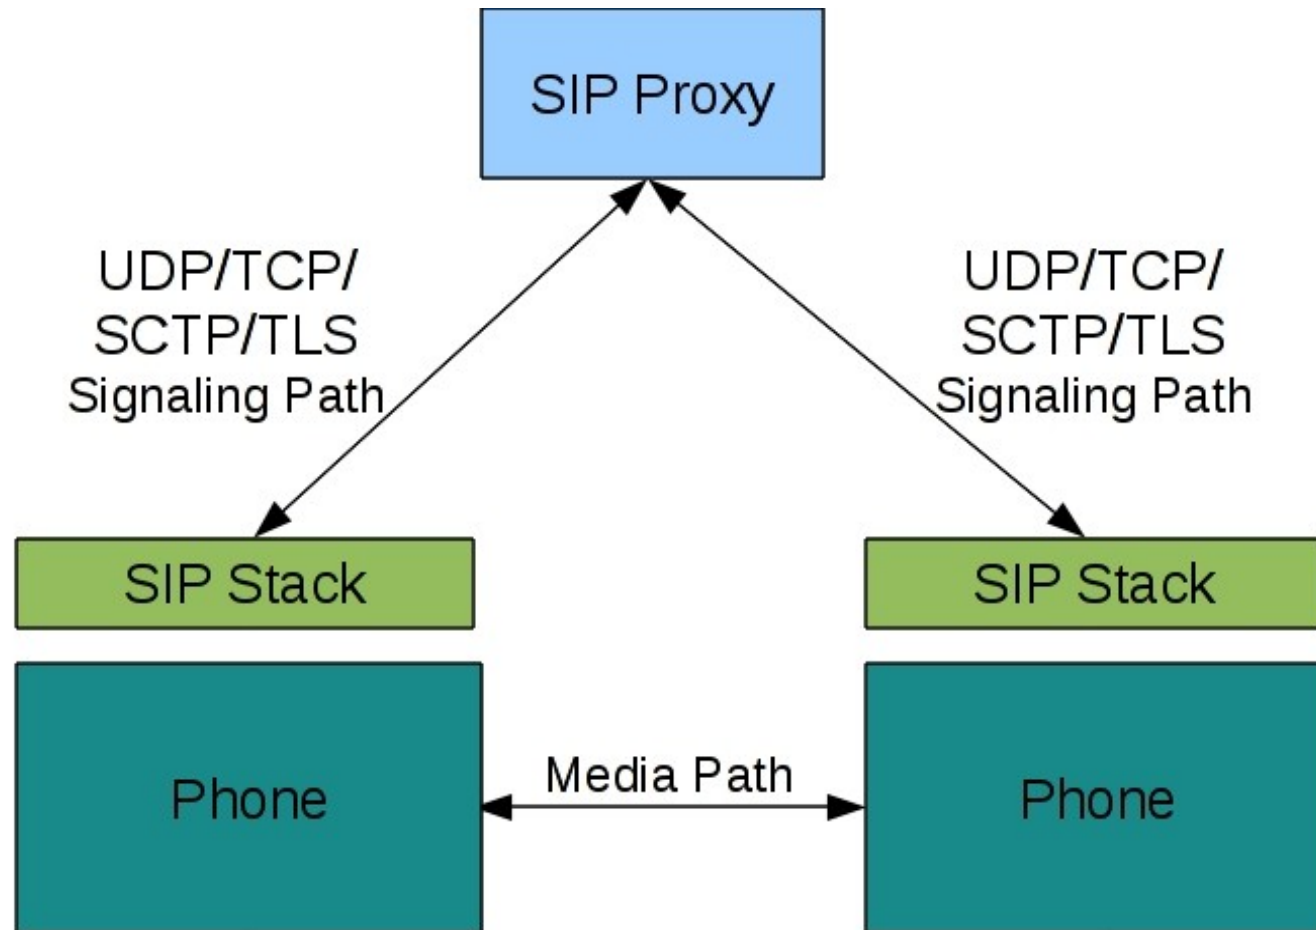 SIP Proxy
UDP/TCP/
SCTP/TLS
Signaling Path
UDP/TCP/
SCTP/TLS
Signaling Path
SIP Stack
SIP Stack
Media Path
Phone
Phone